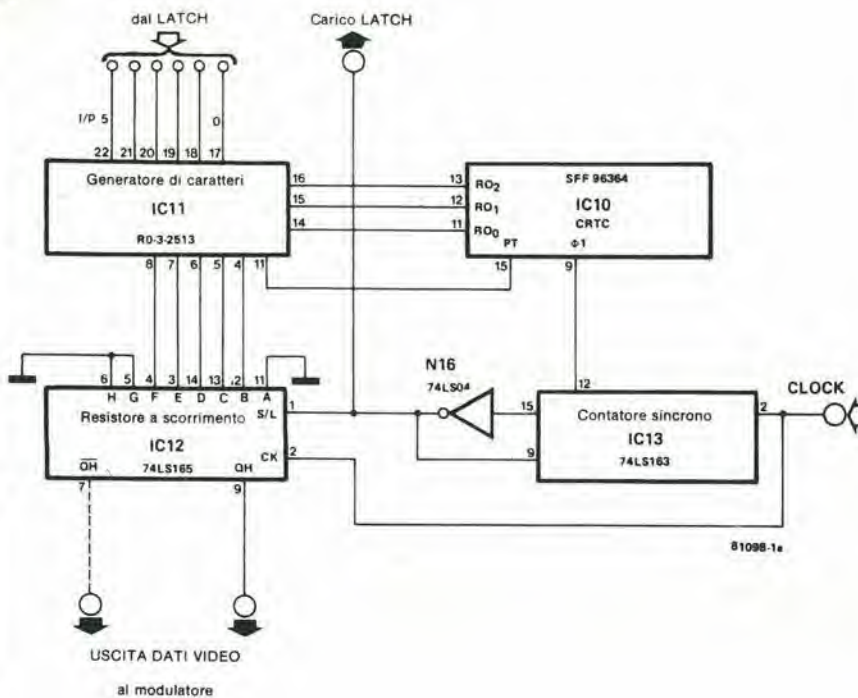 dal LATCH
Carico LATCH
I/P 5
0
22 21 20 19 18 17
Generatore di caratteri
IC11
R0-3-2513
16
15
14
8 7 6 5 4 11
13 RO2
12 RO1
11 RO0
SFF 96364
IC10
CRTC
PT
Φ1
15
9
6 5 4 3 14 13 12 11
H G F E D C B A
S/L
1
Resistore a scorrimento
IC12
CK
2
QH
74LS165
QH
7
9
N16
74LS04
15
9
12
2
Contatore sincrono
IC13
74LS163
CLOCK
81098-1e
USCITA DATI VIDEO
al modulatore